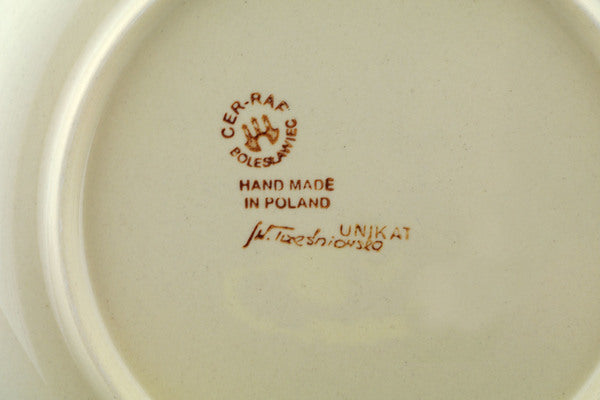 CER-RAF
BOLESŁAWIEC
HAND MADE
IN POLAND
UNIKAT